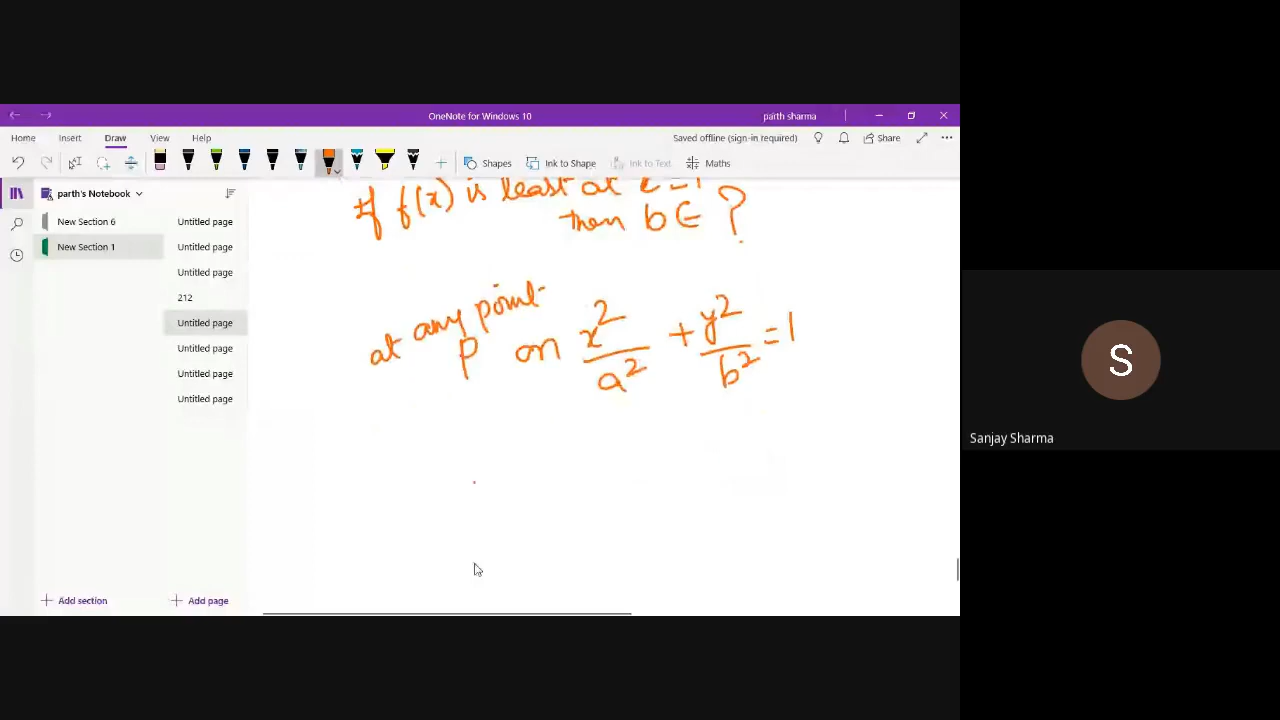 OneNote for Windows 10
parth sharma
Home Insert Draw View Help
Saved offline (sign-in required)
Share
Shapes
Ink to Shape
Ink to Text
Maths
parth's Notebook
New Section 6
New Section 1
Untitled page
Untitled page
Untitled page
212
Untitled page
Untitled page
Untitled page
Untitled page
Add section
Add page
If f(x) is least at x=1
then b ∈ ?
at any point
P on x²/a² + y²/b² = 1
S
Sanjay Sharma